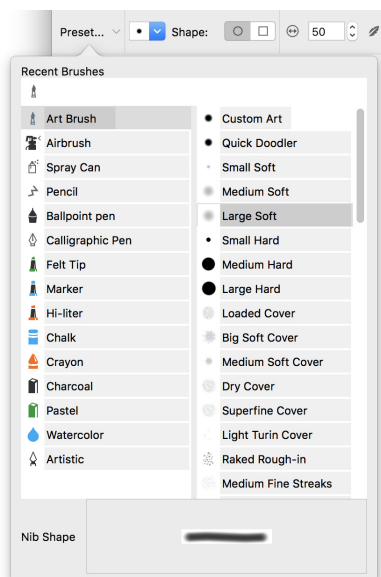 Preset... Shape: 50
Recent Brushes
Art Brush
Airbrush
Spray Can
Pencil
Ballpoint pen
Calligraphic Pen
Felt Tip
Marker
Hi-liter
Chalk
Crayon
Charcoal
Pastel
Watercolor
Artistic
Custom Art
Quick Doodler
Small Soft
Medium Soft
Large Soft
Small Hard
Medium Hard
Large Hard
Loaded Cover
Big Soft Cover
Medium Soft Cover
Dry Cover
Superfine Cover
Light Turin Cover
Raked Rough-in
Medium Fine Streaks
Nib Shape